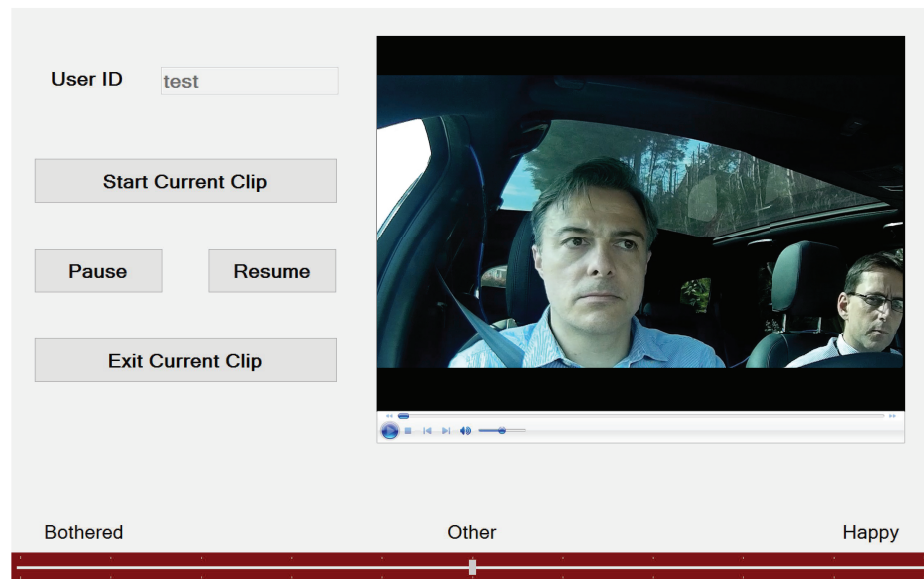 User ID test
Start Current Clip
Pause Resume
Exit Current Clip
Bothered Other Happy